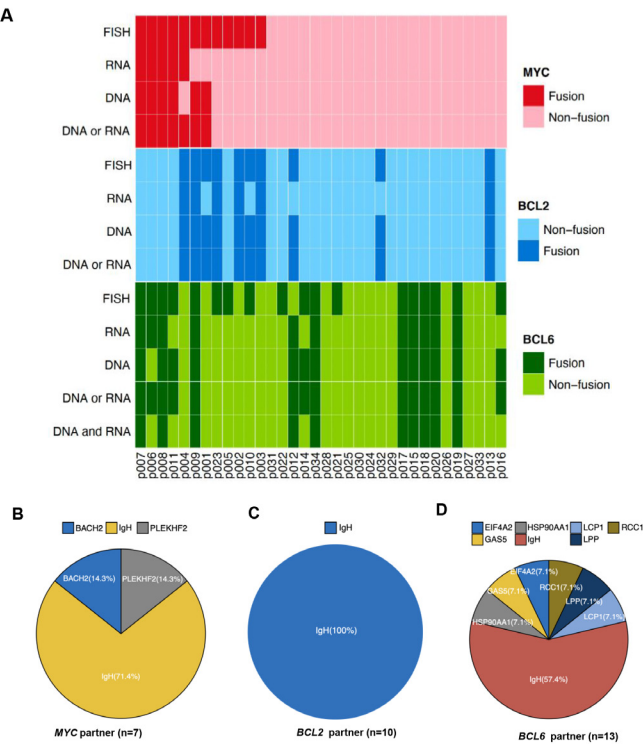 A
FISH
RNA
DNA
DNA or RNA
FISH
RNA
DNA
DNA or RNA
FISH
RNA
DNA
DNA or RNA
DNA and RNA
MYC
Fusion
Non-fusion
BCL2
Non-fusion
Fusion
BCL6
Fusion
Non-fusion
p007 p006 p008 p011 p004 p009 p001 p023 p005 p002 p010 p003 p031 p022 p012 p014 p034 p028 p021 p025 p030 p024 p032 p029 p017 p015 p018 p020 p026 p019 p027 p033 p013 p016
B
BACH2 IgH PLEKHF2
BACH2(14.3%)
PLEKHF2(14.3%)
IgH(71.4%)
MYC partner (n=7)
C
IgH
IgH(100%)
BCL2 partner (n=10)
D
EIF4A2 HSP90AA1 LCP1 RCC1
GAS5 IgH LPP
EIF4A2(7.1%)
RCC1(7.1%)
GAS5(7.1%)
LPP(7.1%)
HSP90AA1(7.1%)
LCP1(7.1%)
IgH(57.4%)
BCL6 partner (n=13)